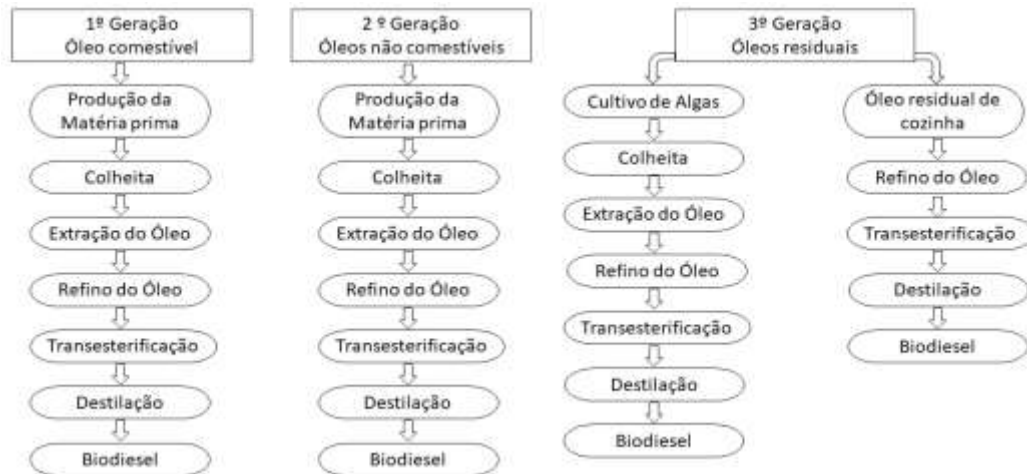 1º Geração
Óleo comestível
Produção da
Matéria prima
Colheita
Extração do Óleo
Refino do Óleo
Transesterificação
Destilação
Biodiesel
2 º Geração
Óleos não comestíveis
Produção da
Matéria prima
Colheita
Extração do Óleo
Refino do Óleo
Transesterificação
Destilação
Biodiesel
3º Geração
Óleos residuais
Cultivo de Algas
Colheita
Extração do Óleo
Refino do Óleo
Transesterificação
Destilação
Biodiesel
Óleo residual de
cozinha
Refino do Óleo
Transesterificação
Destilação
Biodiesel